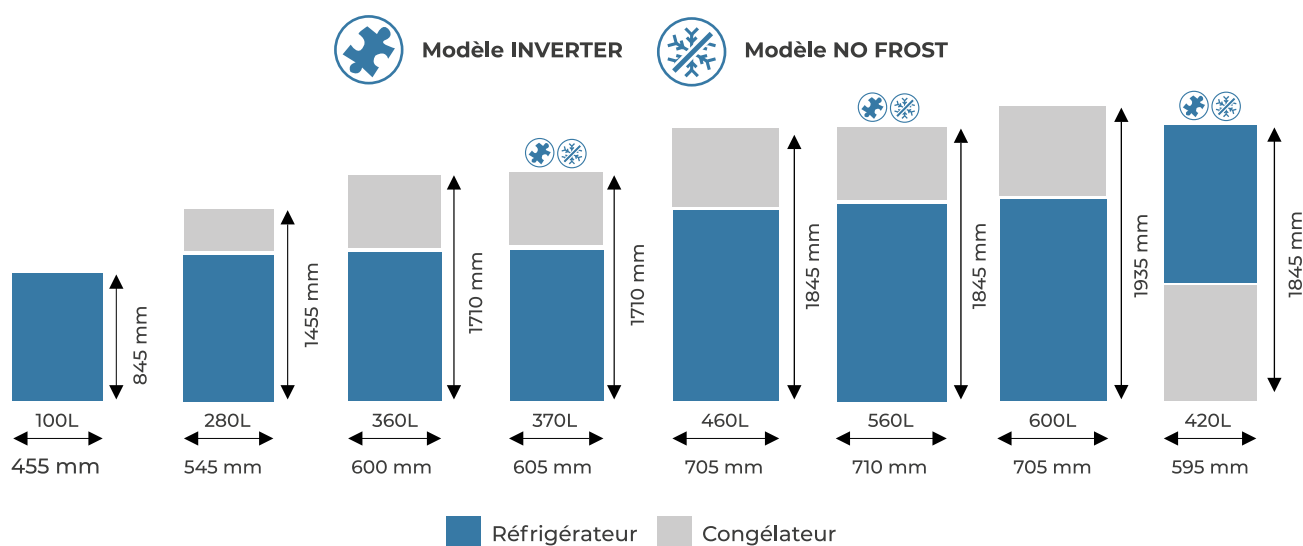 Modèle INVERTER
Modèle NO FROST
845 mm
1455 mm
1710 mm
1710 mm
1845 mm
1845 mm
1935 mm
1845 mm
100L
280L
360L
370L
460L
560L
600L
420L
455 mm
545 mm
600 mm
605 mm
705 mm
710 mm
705 mm
595 mm
Réfrigérateur
Congélateur